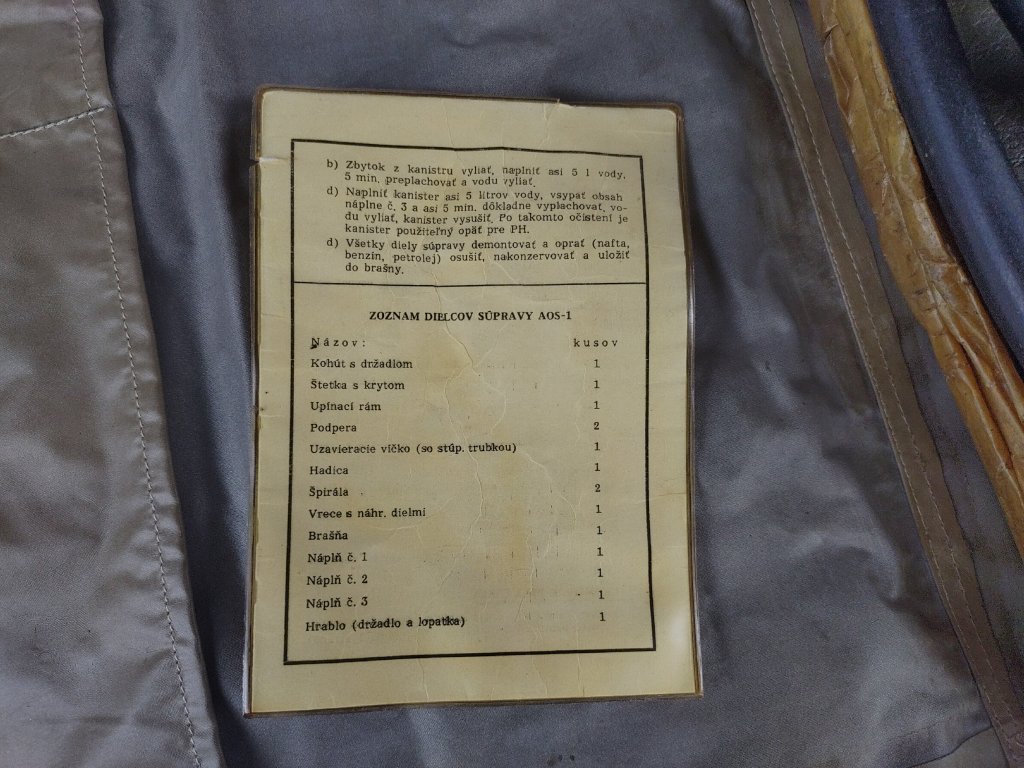 b) Zbytok z kanistru vyliať, naplniť asi 5 l vody,
5 min. preplachovať a vodu vyliať.
d) Naplniť kanister asi 5 litrov vody, vsypať obsah
náplne č. 3 a asi 5 min. dôkladne vyplachovať, vo-
du vyliať, kanister vysušiť. Po takomto očistení je
kanister použiteľný opäť pre PH.
d) Všetky diely súpravy demontovať a oprať (nafta,
benzín, petrolej) osušiť, nakonzervovať a uložiť
do brašny.
ZOZNAM DIELCOV SÚPRAVY AOS-1
Názov: kusov
Kohút s držadlom 1
Štetka s krytom 1
Upínací rám 1
Podpera 2
Uzavieracie víčko (so stúp. trubkou) 1
Hadica 1
Špirála 2
Vrece s náhr. dielmi 1
Brašňa 1
Náplň č. 1 1
Náplň č. 2 1
Náplň č. 3 1
Hrablo (držadlo a lopatka) 1